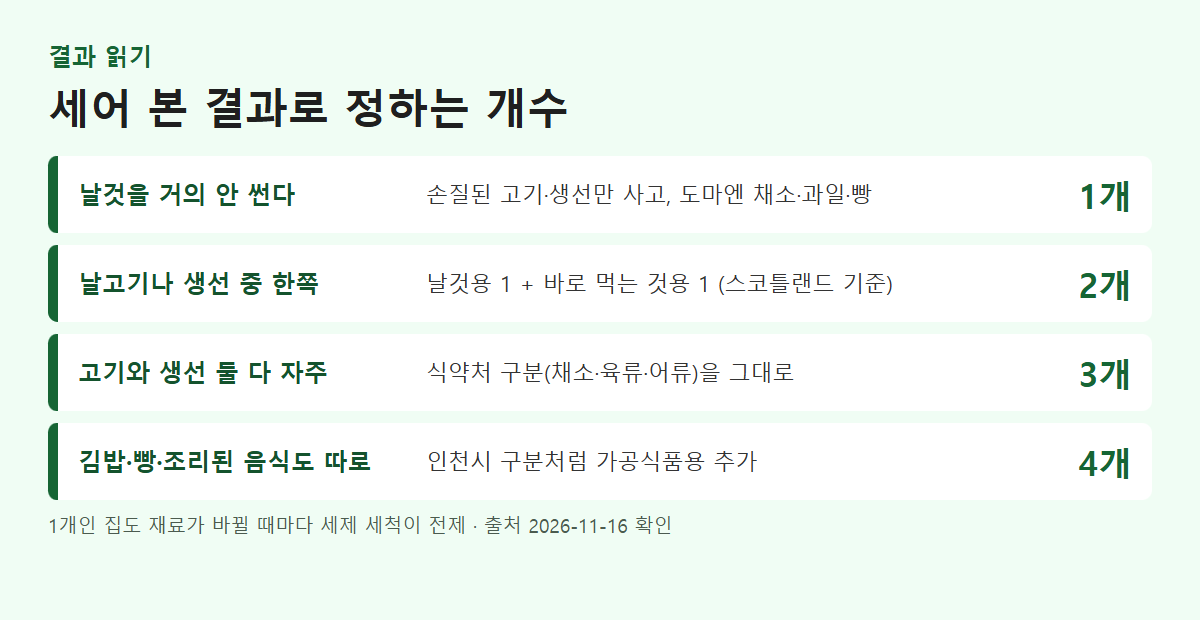 결과 읽기
세어 본 결과로 정하는 개수
날것을 거의 안 쓴다 손질된 고기·생선만 사고, 도마엔 채소·과일·빵 1개
날고기나 생선 중 한쪽 날것용 1 + 바로 먹는 것용 1 (스코틀랜드 기준) 2개
고기와 생선 둘 다 자주 식약처 구분(채소·육류·어류)을 그대로 3개
김밥·빵·조리된 음식도 따로 인천시 구분처럼 가공식품용 추가 4개
1개인 집도 재료가 바뀔 때마다 세제 세척이 전제 · 출처 2026-11-16 확인